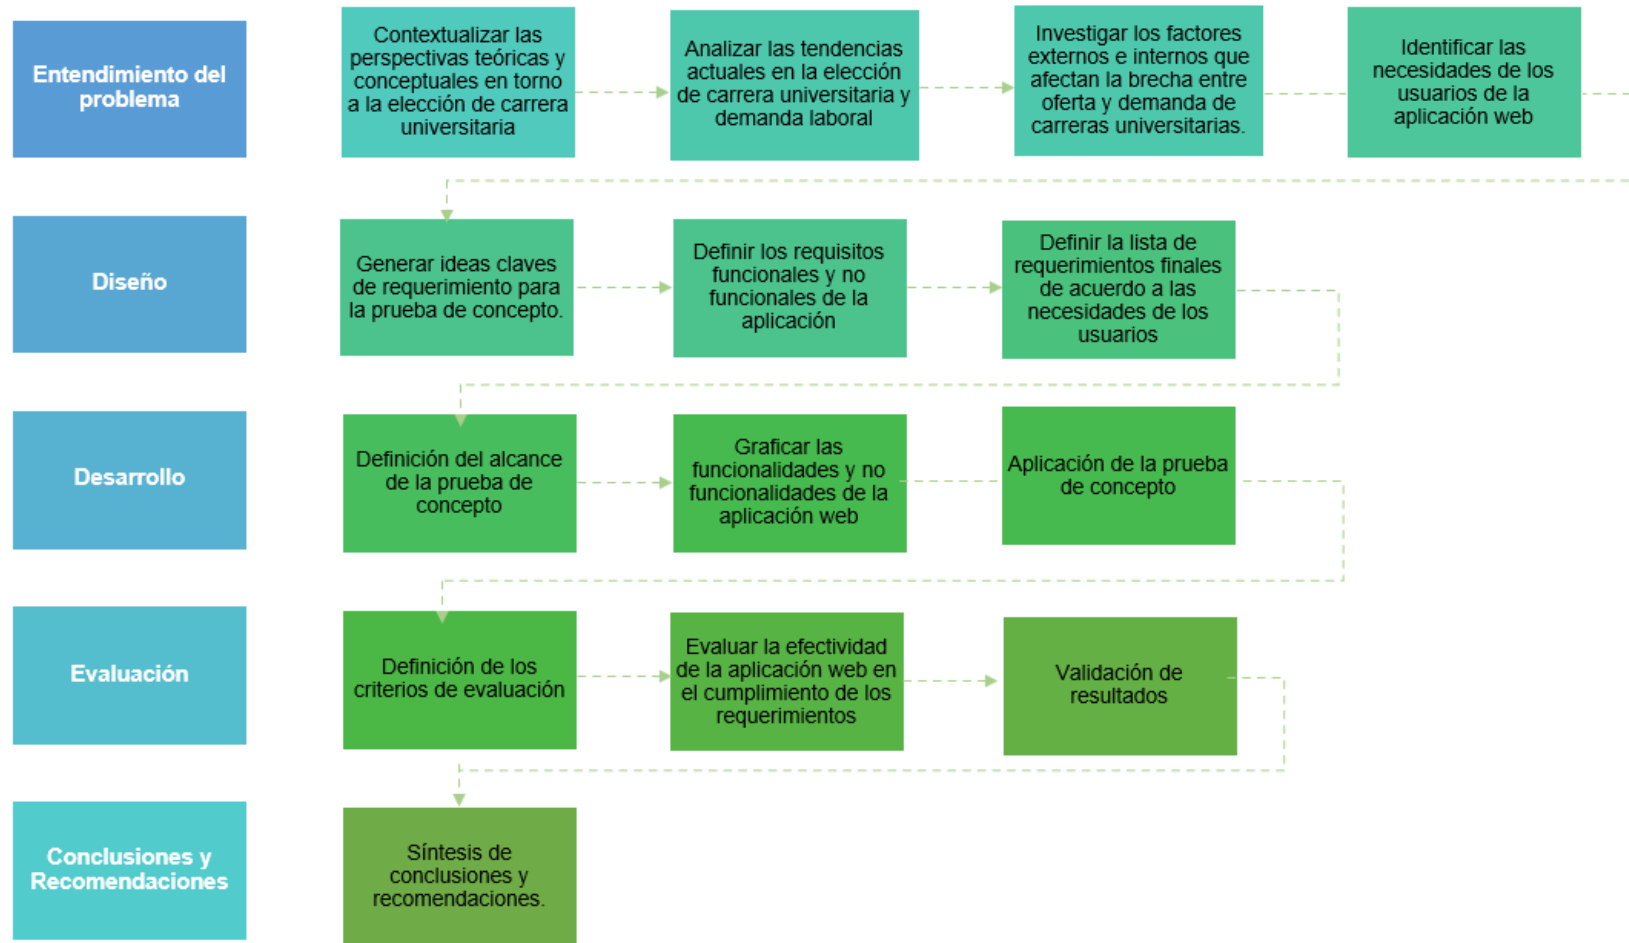 Entendimiento del
problema
Contextualizar las
perspectivas teóricas y
conceptuales en torno
a la elección de carrera
universitaria
Analizar las tendencias
actuales en la elección
de carrera universitaria y
demanda laboral
Investigar los factores
externos e internos que
afectan la brecha entre
oferta y demanda de
carreras universitarias.
Identificar las
necesidades de los
usuarios de la
aplicación web
Diseño
Generar ideas claves
de requerimiento para
la prueba de concepto.
Definir los requisitos
funcionales y no
funcionales de la
aplicación
Definir la lista de
requerimientos finales
de acuerdo a las
necesidades de los
usuarios
Desarrollo
Definición del alcance
de la prueba de
concepto
Graficar las
funcionalidades y no
funcionalidades de la
aplicación web
Aplicación de la prueba
de concepto
Evaluación
Definición de los
criterios de evaluación
Evaluar la efectividad
de la aplicación web en
el cumplimiento de los
requerimientos
Validación de
resultados
Conclusiones y
Recomendaciones
Síntesis de
conclusiones y
recomendaciones.